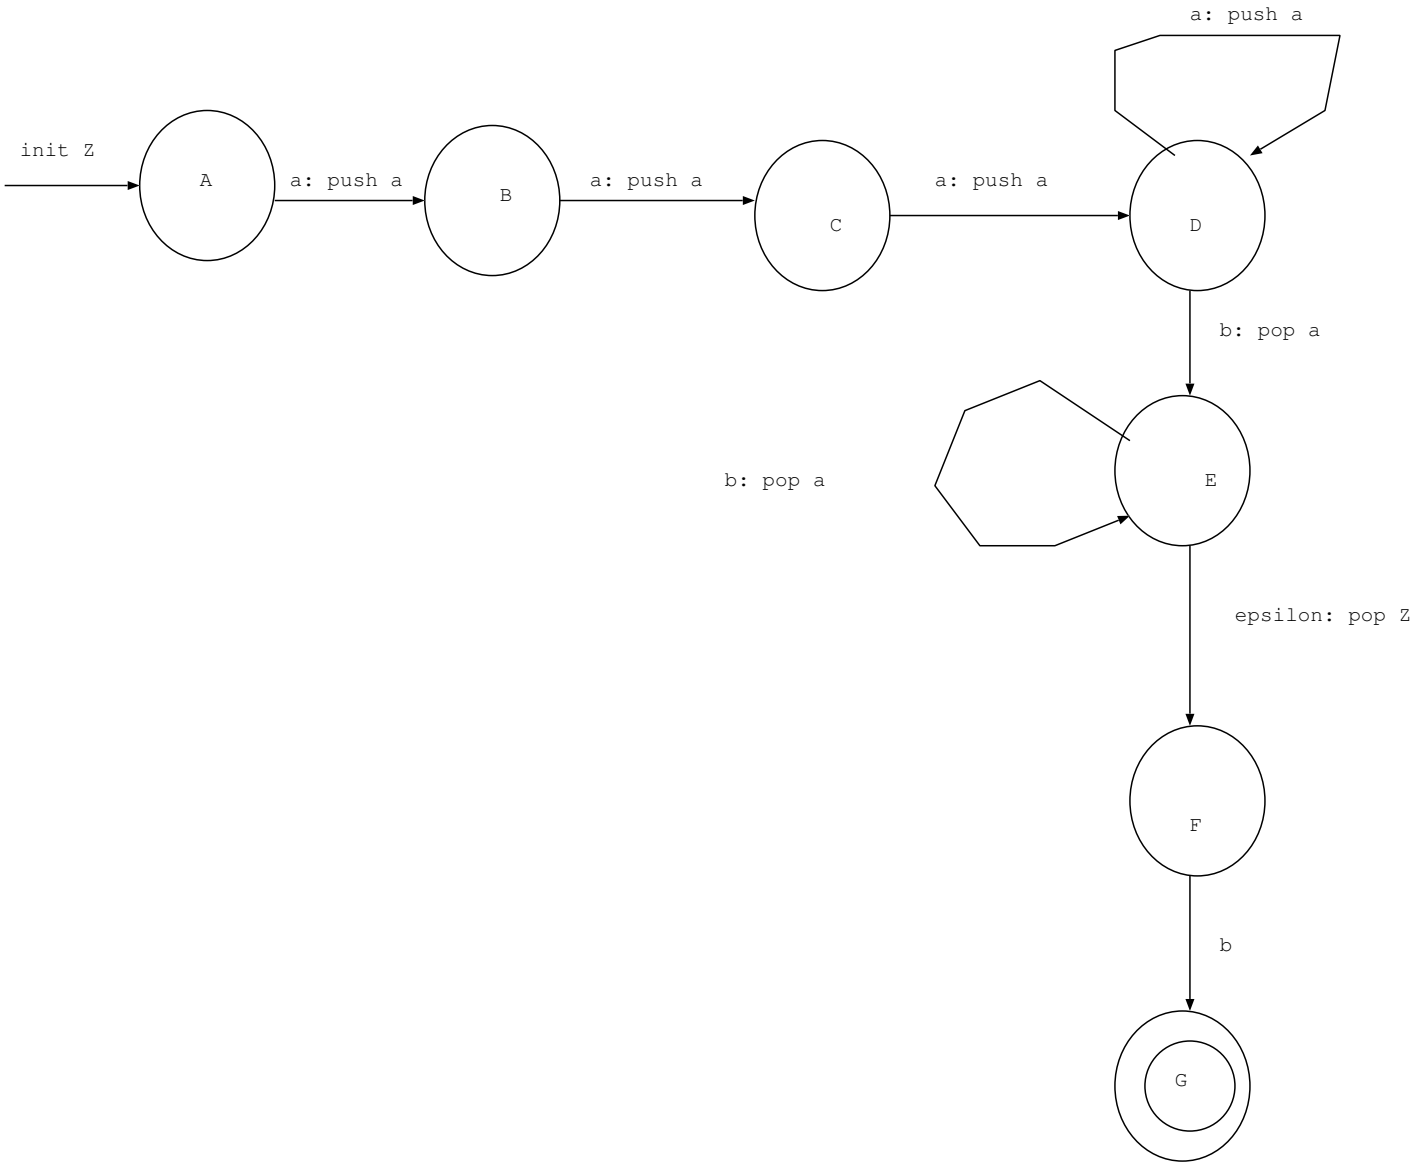 a: push a
init Z
A
a: push a
B
a: push a
C
a: push a
D
b: pop a
b: pop a
E
epsilon: pop Z
F
b
G